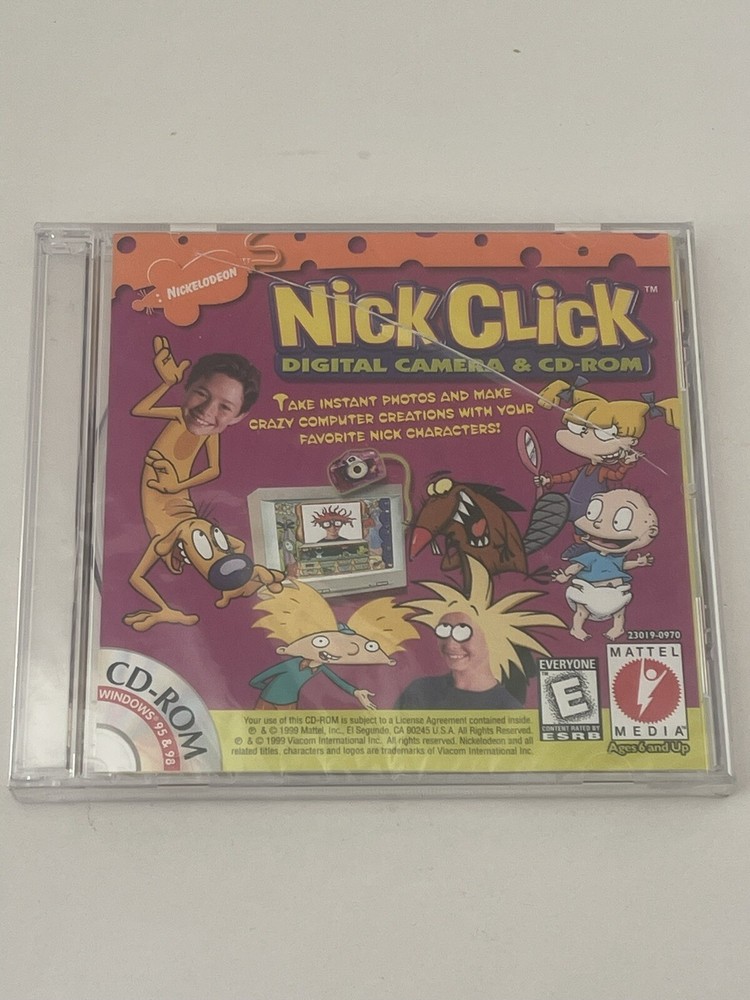 NICKELODEON™
NICK CLICK™
DIGITAL CAMERA & CD-ROM
TAKE INSTANT PHOTOS AND MAKE
CRAZY COMPUTER CREATIONS WITH YOUR
FAVORITE NICK CHARACTERS!
23019-0970
CD-ROM
WINDOWS® 95 & 98
EVERYONE
E
CONTENT RATED BY
ESRB
MATTEL
MEDIA™
Ages 6 and Up
Your use of this CD-ROM is subject to a License Agreement contained inside.
℗ & © 1999 Mattel, Inc., El Segundo, CA 90245 U.S.A. All Rights Reserved.
℗ & © 1999 Viacom International Inc. All rights reserved. Nickelodeon and all
related titles, characters and logos are trademarks of Viacom International Inc.